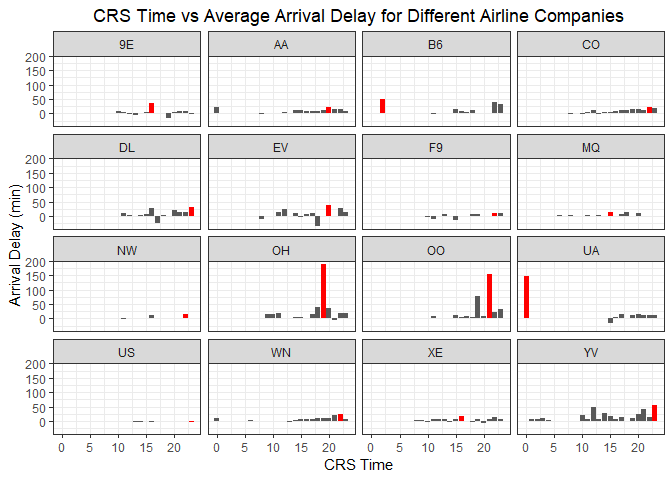 CRS Time vs Average Arrival Delay for Different Airline Companies
9E AA B6 CO
200
150
100
50
0
DL EV F9 MQ
200
150
100
50
0
NW OH OO UA
200
150
100
50
0
US WN XE YV
200
150
100
50
0
0 5 10 15 20 0 5 10 15 20 0 5 10 15 20 0 5 10 15 20
CRS Time
Arrival Delay (min)